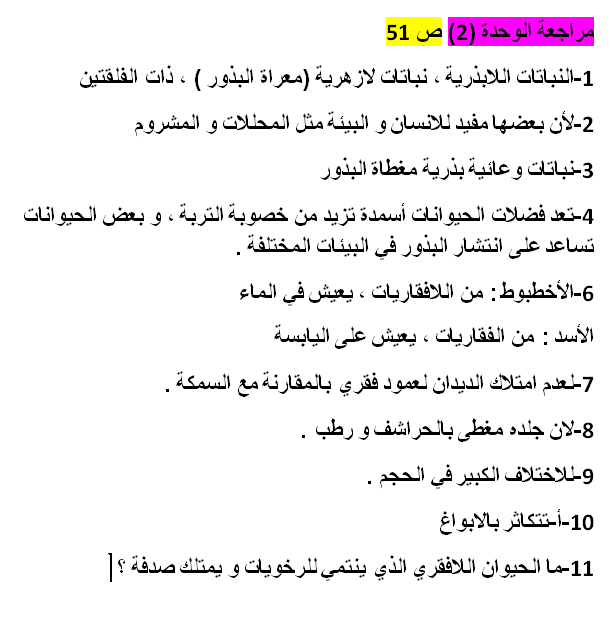 مراجعة الوحدة (2) ص 51
1-النباتات اللابذرية ، نباتات لازهرية (معراة البذور ) ، ذات الفلقتين
2-لأن بعضها مفيد للانسان و البيئة مثل المحللات و المشروم
3-نباتات وعائية بذرية مغطاة البذور
4-تعد فضلات الحيوانات أسمدة تزيد من خصوبة التربة ، و بعض الحيوانات
تساعد على انتشار البذور في البيئات المختلفة .
6-الأخطبوط : من اللافقاريات ، يعيش في الماء
الأسد : من الفقاريات ، يعيش على اليابسة
7-لعدم امتلاك الديدان لعمود فقري بالمقارنة مع السمكة .
8-لان جلده مغطى بالحراشف و رطب .
9-للاختلاف الكبير في الحجم .
10-أ-تتكاثر بالابواغ
11-ما الحيوان اللافقري الذي ينتمي للرخويات و يمتلك صدفة ؟